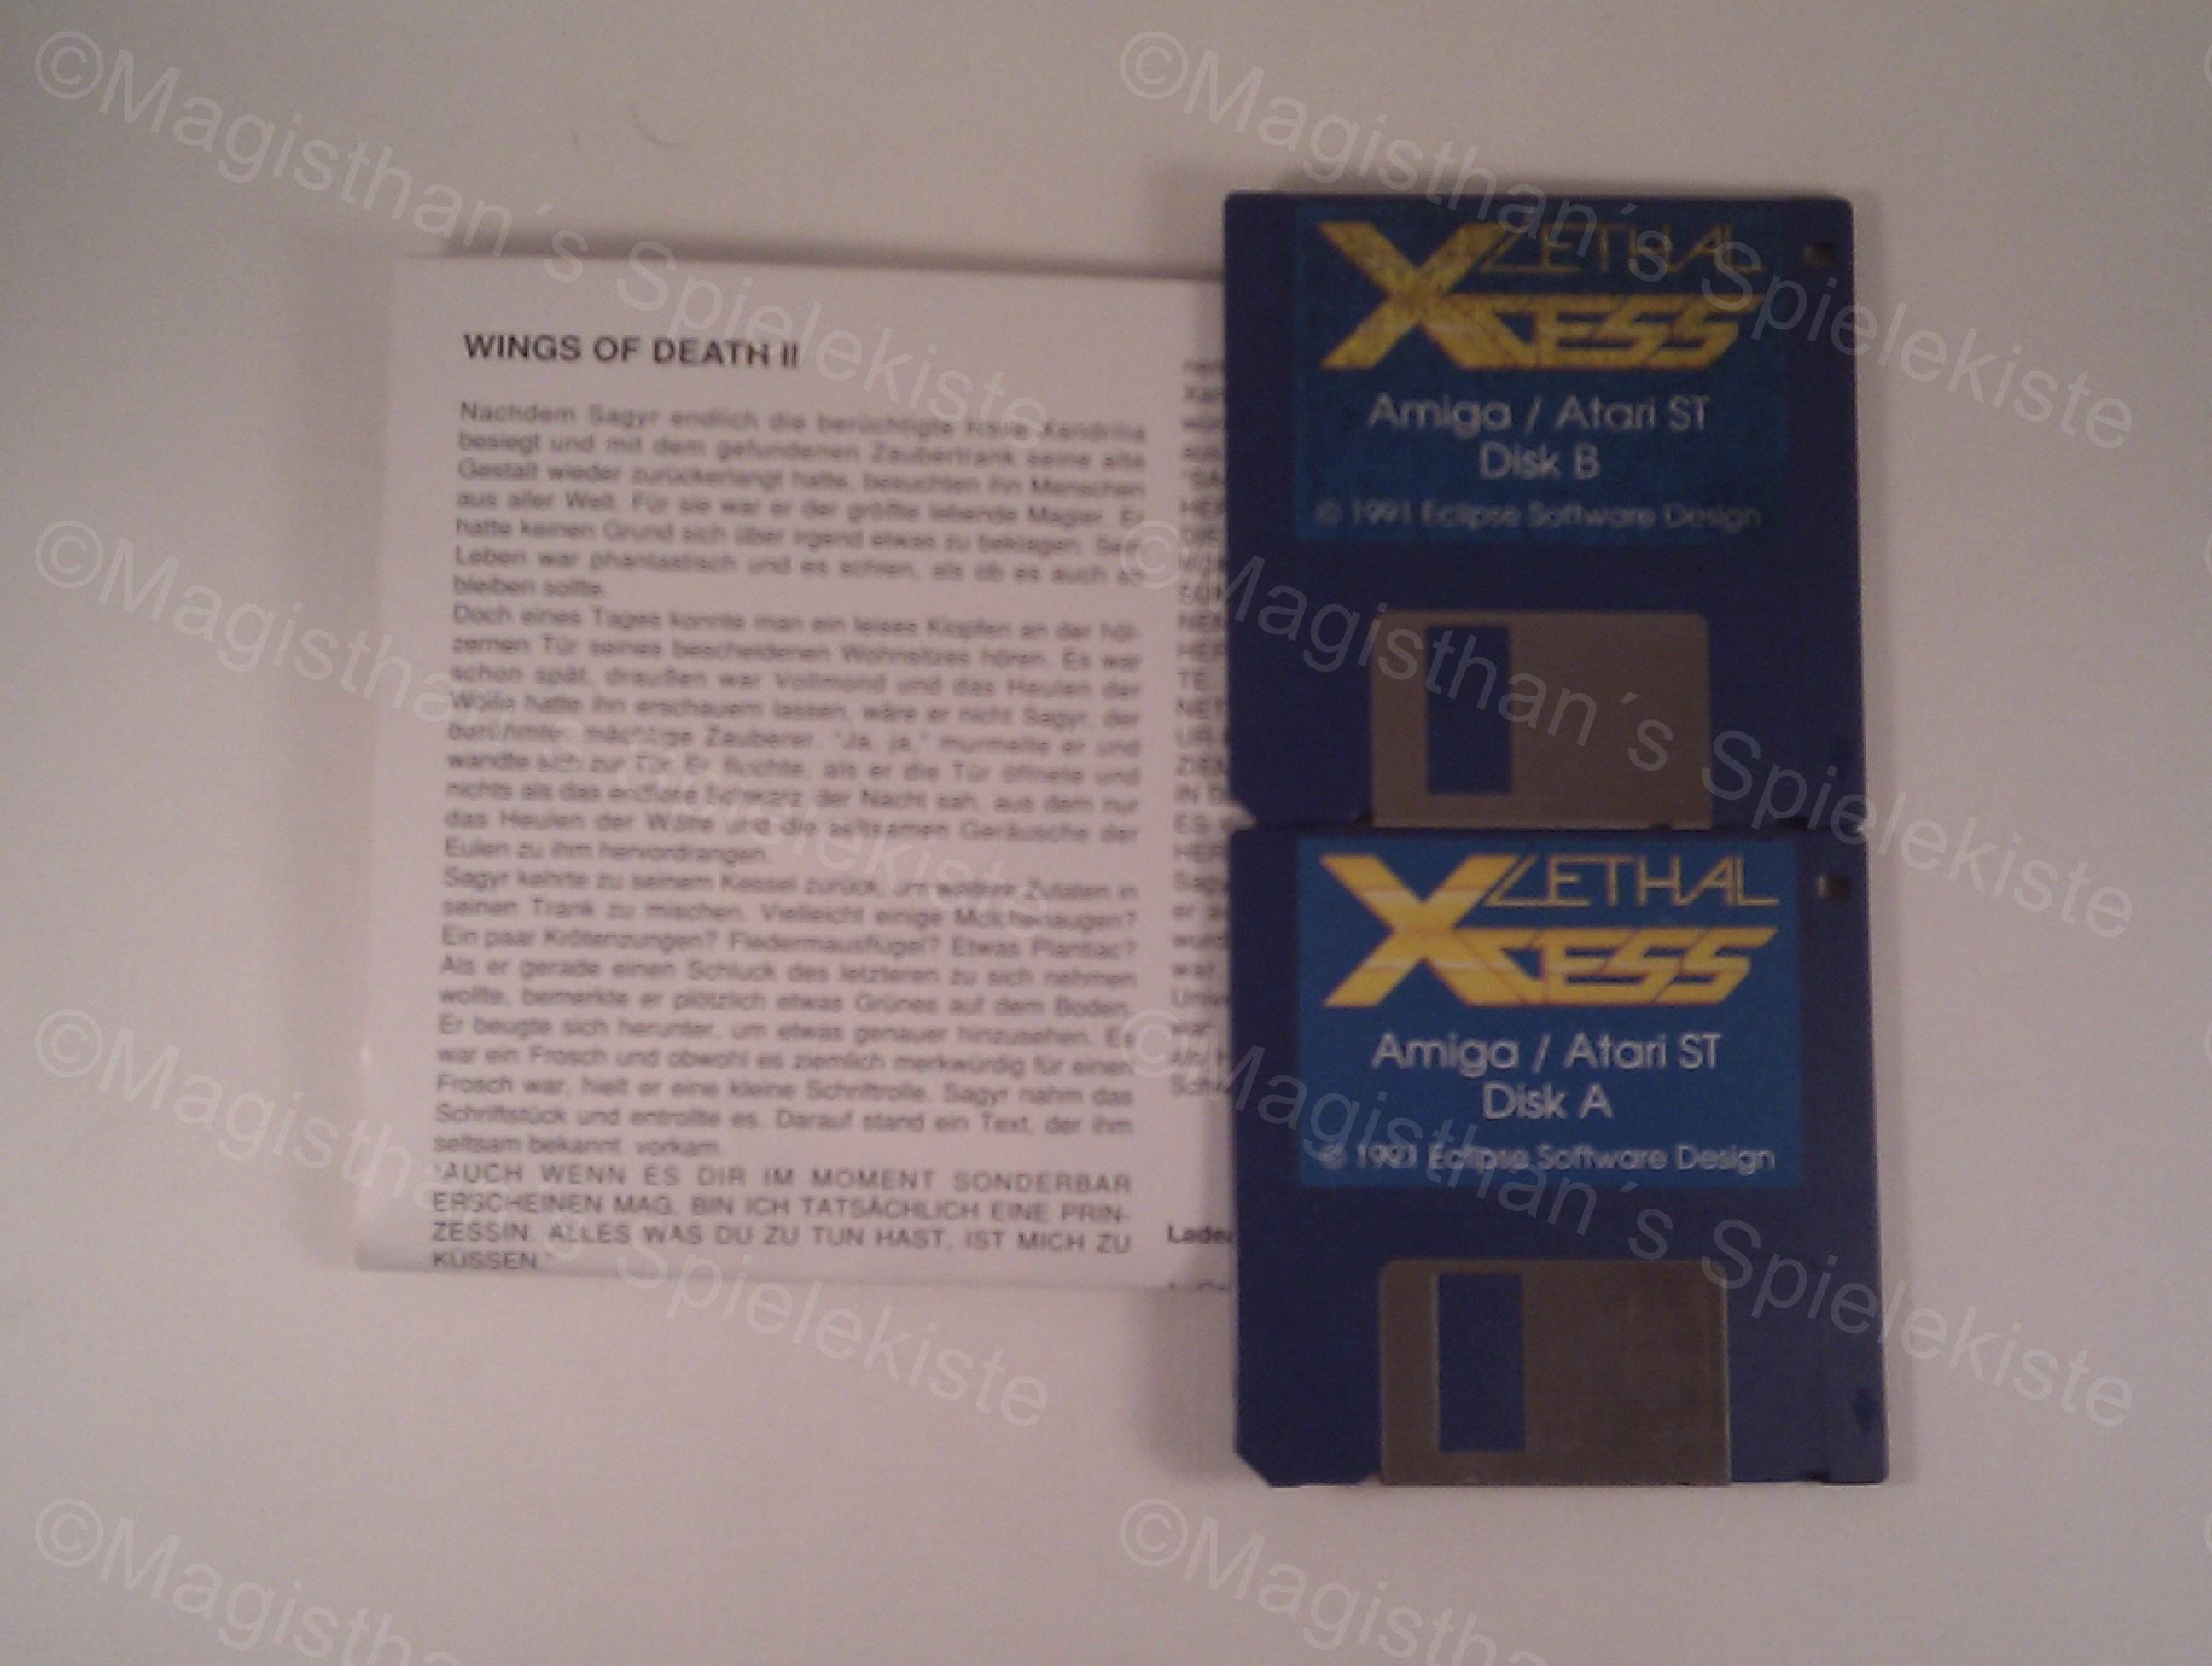 WINGS OF DEATH II
Nachdem Sagyr endlich die berüchtigte Hexe Xandrilia
besiegt und mit dem gefundenen Zaubertrank seine alte
Gestalt wieder zurückerlangt hatte, besuchten ihn Menschen
aus aller Welt. Für sie war er der größte lebende Magier. Er
hatte keinen Grund sich über irgend etwas zu beklagen. Sein
Leben war phantastisch und es schien, als ob es auch so
bleiben sollte.
Doch eines Tages konnte man ein leises Klopfen an der höl-
zernen Tür seines bescheidenen Wohnsitzes hören. Es war
schon spät, draußen war Vollmond und das Heulen der
Wölfe hätte ihn erschauern lassen, wäre er nicht Sagyr, der
berühmte, mächtige Zauberer. "Ja, ja," murmelte er und
wandte sich zur Tür. Er fluchte, als er die Tür öffnete und
nichts als das endlose Schwarz der Nacht sah, aus dem nur
das Heulen der Wölfe und die seltsamen Geräusche der
Eulen zu ihm hervordrangen.
Sagyr kehrte zu seinem Kessel zurück, um weitere Zutaten in
seinen Trank zu mischen. Vielleicht einige Molchenaugen?
Ein paar Krötenzungen? Fledermausflügel? Etwas Plantiac?
Als er gerade einen Schluck des letzteren zu sich nehmen
wollte, bemerkte er plötzlich etwas Grünes auf dem Boden.
Er beugte sich herunter, um etwas genauer hinzusehen. Es
war ein Frosch und obwohl es ziemlich merkwürdig für einen
Frosch war, hielt er eine kleine Schriftrolle. Sagyr nahm das
Schriftstück und entrollte es. Darauf stand ein Text, der ihm
seltsam bekannt vorkam.
"AUCH WENN ES DIR IM MOMENT SONDERBAR
ERSCHEINEN MAG, BIN ICH TATSÄCHLICH EINE PRIN-
ZESSIN. ALLES WAS DU ZU TUN HAST, IST MICH ZU
KÜSSEN."
LETHAL
XCESS
Amiga / Atari ST
Disk B
© 1991 Eclipse Software Design
LETHAL
XCESS
Amiga / Atari ST
Disk A
© 1991 Eclipse Software Design
©Magisthan´s Spielekiste
©Magisthan´s Spielekiste
©Magisthan´s Spielekiste
©Magisthan´s Spielekiste
©Magisthan´s Spielekiste
©Magisthan´s Spielekiste